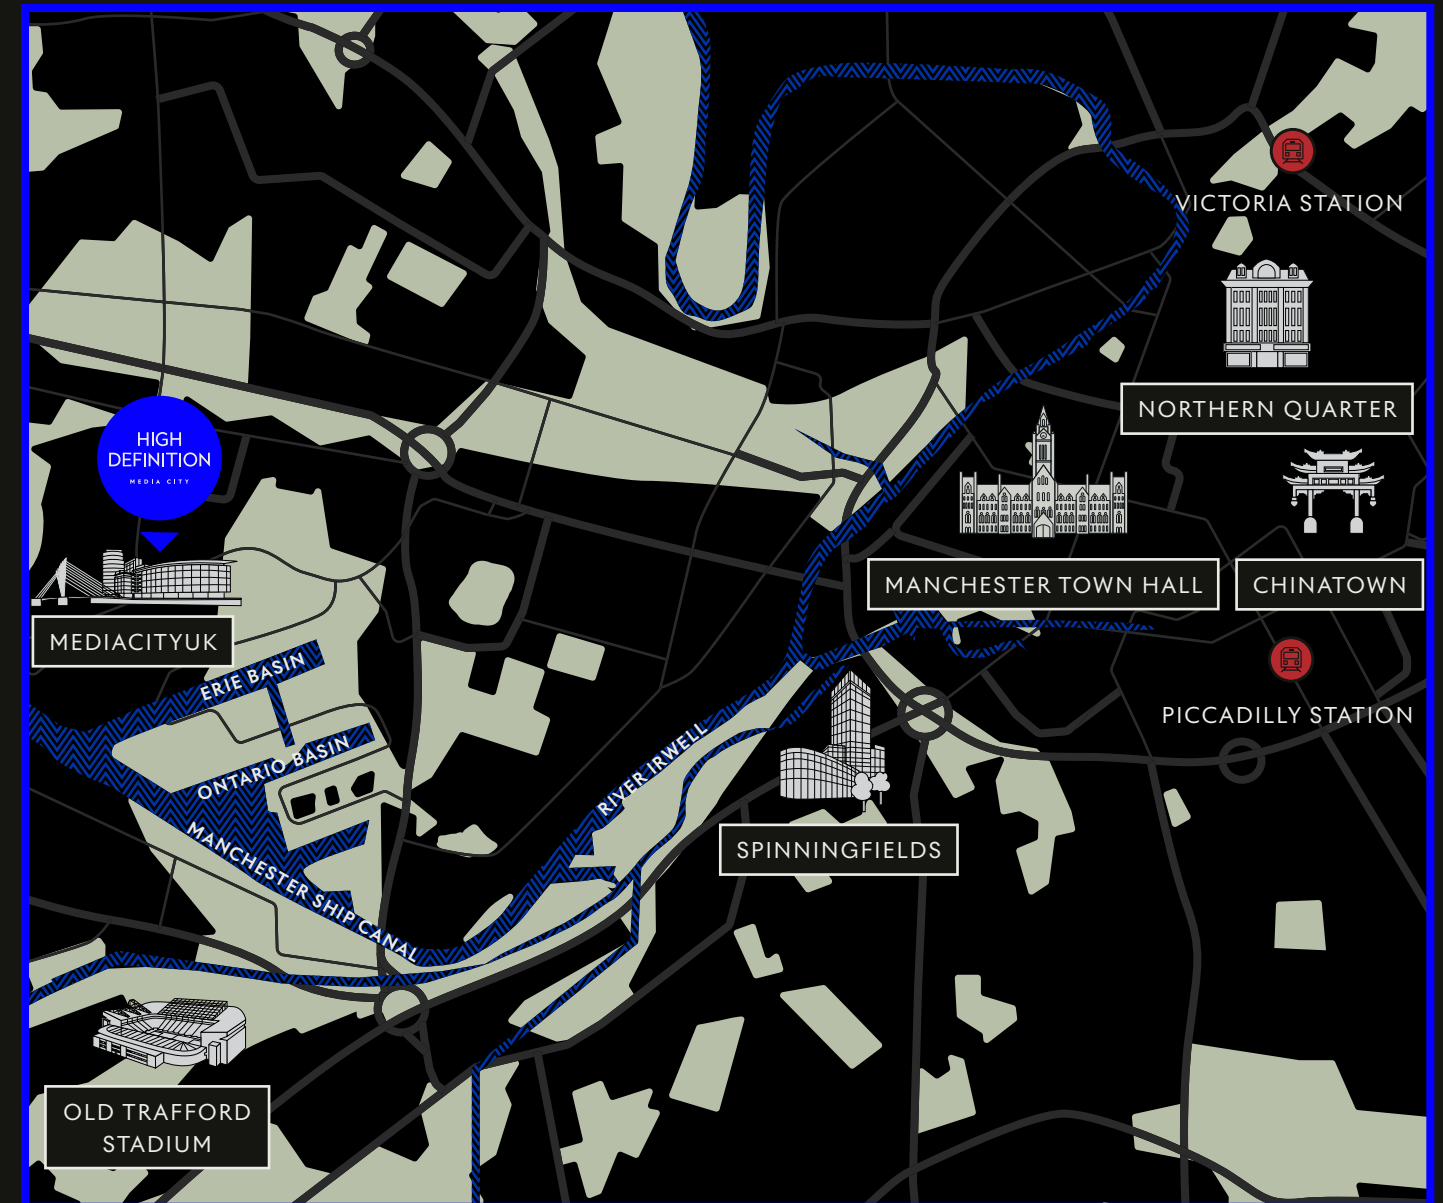 VICTORIA STATION
NORTHERN QUARTER
HIGH
DEFINITION
MEDIA CITY
MANCHESTER TOWN HALL
CHINATOWN
MEDIACITYUK
ERIE BASIN
PICCADILLY STATION
ONTARIO BASIN
RIVER IRWELL
MANCHESTER SHIP CANAL
SPINNINGFIELDS
OLD TRAFFORD
STADIUM